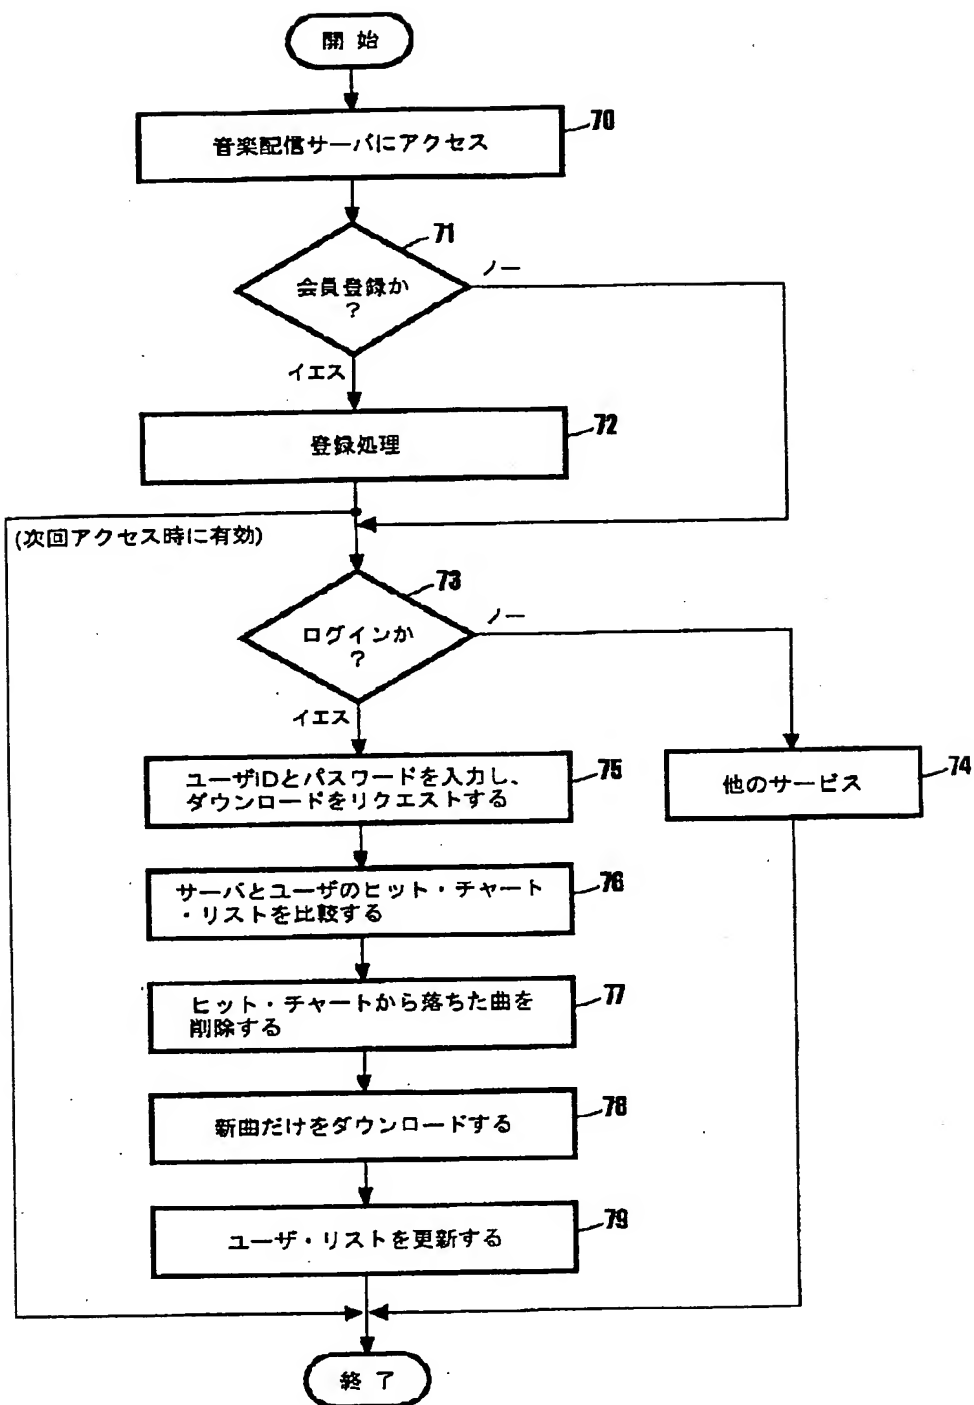 開 始
音楽配信サーバにアクセス
70
71
会員登録か
?
ノー
イエス
登録処理
72
(次回アクセス時に有効)
73
ログインか
?
ノー
イエス
ユーザIDとパスワードを入力し、
ダウンロードをリクエストする
75
他のサービス
74
サーバとユーザのヒット・チャート
・リストを比較する
76
ヒット・チャートから落ちた曲を
削除する
77
新曲だけをダウンロードする
78
ユーザ・リストを更新する
79
終 了